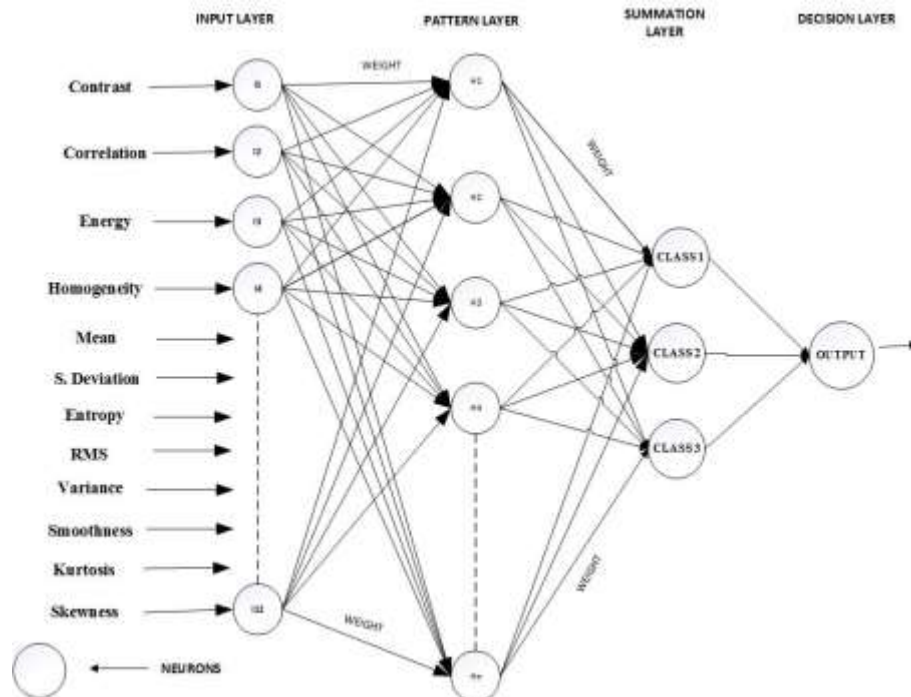 INPUT LAYER
PATTERN LAYER
SUMMATION
LAYER
DECISION LAYER
Contrast
Correlation
Energy
Homogeneity
Mean
S. Deviation
Entropy
RMS
Variance
Smoothness
Kurtosis
Skewness
WEIGHT
WEIGHT
WEIGHT
WEIGHT
CLASS1
CLASS2
CLASS3
OUTPUT
NEURONS